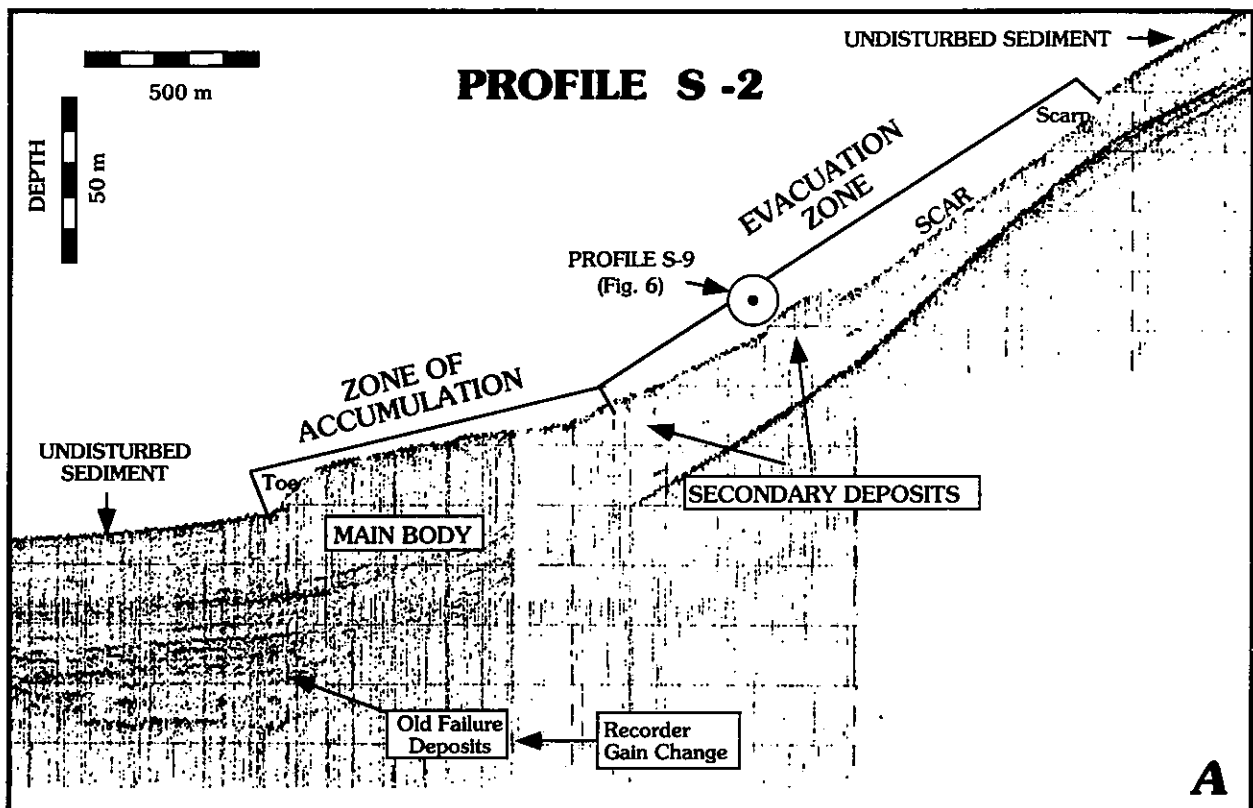 UNDISTURBED SEDIMENT
500 m
PROFILE S -2
DEPTH
50 m
Scarp
EVACUATION
ZONE
SCAR
PROFILE S-9
(Fig. 6)
ZONE OF
ACCUMULATION
UNDISTURBED
SEDIMENT
Toe
SECONDARY DEPOSITS
MAIN BODY
Old Failure
Deposits
Recorder
Gain Change
A